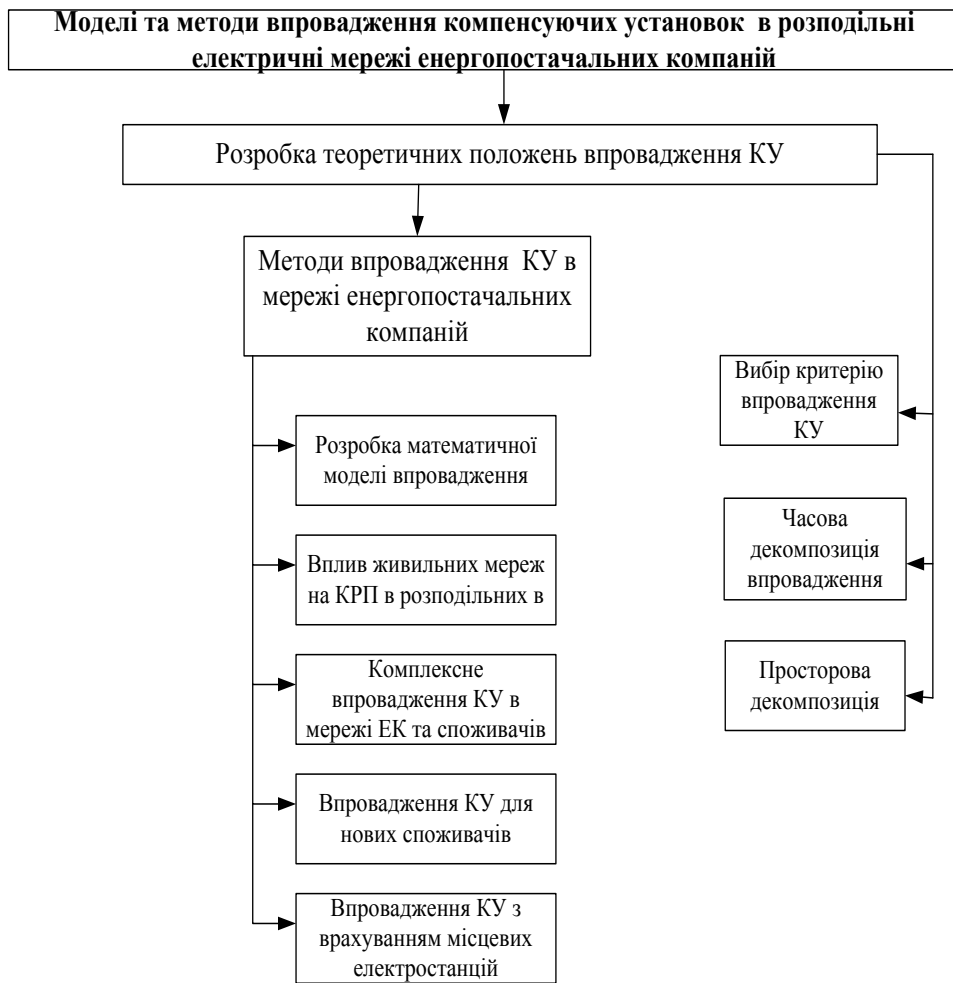 Моделі та методи впровадження компенсуючих установок в розподільні
електричні мережі енергопостачальних компаній
Розробка теоретичних положень впровадження КУ
Методи впровадження КУ в
мережі енергопостачальних
компаній
Розробка математичної
моделі впровадження
Вплив живильних мереж
на КРП в розподільних в
Комплексне
впровадження КУ в
мережі ЕК та споживачів
Впровадження КУ для
нових споживачів
Впровадження КУ з
врахуванням місцевих
електростанцій
Вибір критерію
впровадження
КУ
Часова
декомпозиція
впровадження
Просторова
декомпозиція